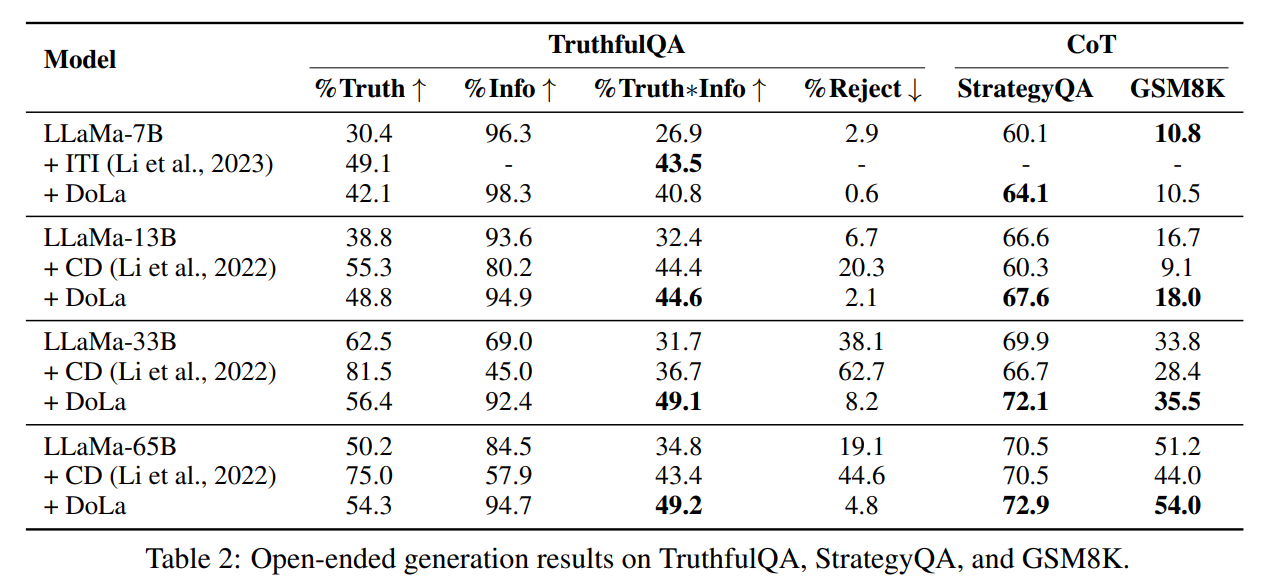 Model TruthfulQA CoT
%Truth ↑ %Info ↑ %Truth∗Info ↑ %Reject ↓ StrategyQA GSM8K
LLaMa-7B 30.4 96.3 26.9 2.9 60.1 10.8
+ ITI (Li et al., 2023) 49.1 - 43.5 - - -
+ DoLa 42.1 98.3 40.8 0.6 64.1 10.5
LLaMa-13B 38.8 93.6 32.4 6.7 66.6 16.7
+ CD (Li et al., 2022) 55.3 80.2 44.4 20.3 60.3 9.1
+ DoLa 48.8 94.9 44.6 2.1 67.6 18.0
LLaMa-33B 62.5 69.0 31.7 38.1 69.9 33.8
+ CD (Li et al., 2022) 81.5 45.0 36.7 62.7 66.7 28.4
+ DoLa 56.4 92.4 49.1 8.2 72.1 35.5
LLaMa-65B 50.2 84.5 34.8 19.1 70.5 51.2
+ CD (Li et al., 2022) 75.0 57.9 43.4 44.6 70.5 44.0
+ DoLa 54.3 94.7 49.2 4.8 72.9 54.0
Table 2: Open-ended generation results on TruthfulQA, StrategyQA, and GSM8K.